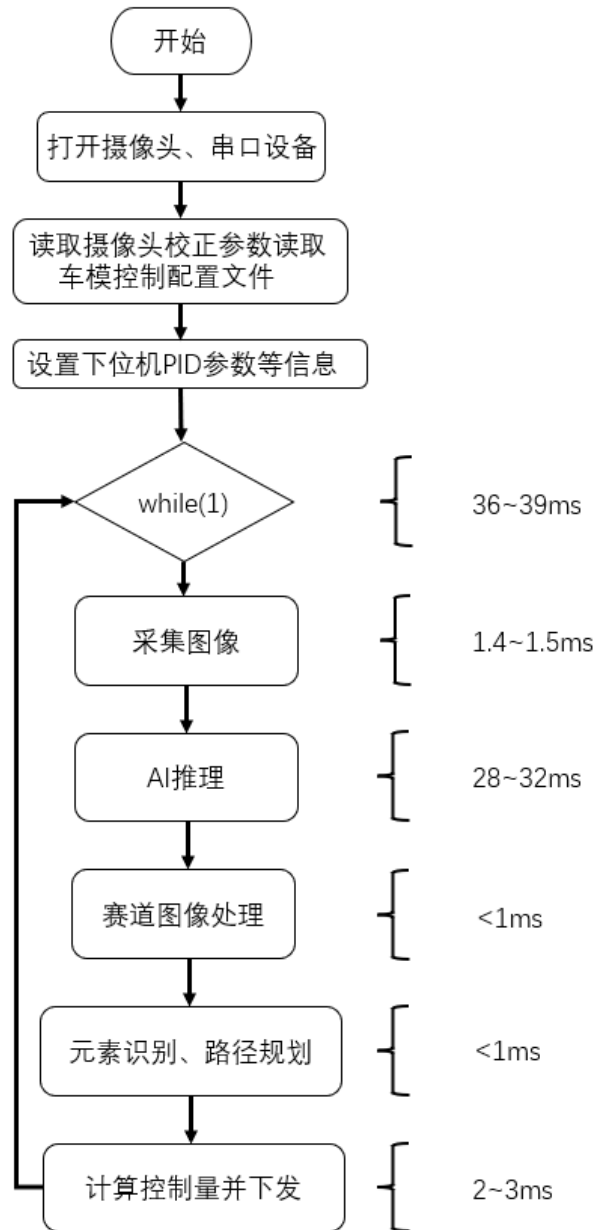 开始
打开摄像头、串口设备
读取摄像头校正参数读取
车模控制配置文件
设置下位机PID参数等信息
while(1)
36~39ms
采集图像
1.4~1.5ms
AI推理
28~32ms
赛道图像处理
<1ms
元素识别、路径规划
<1ms
计算控制量并下发
2~3ms